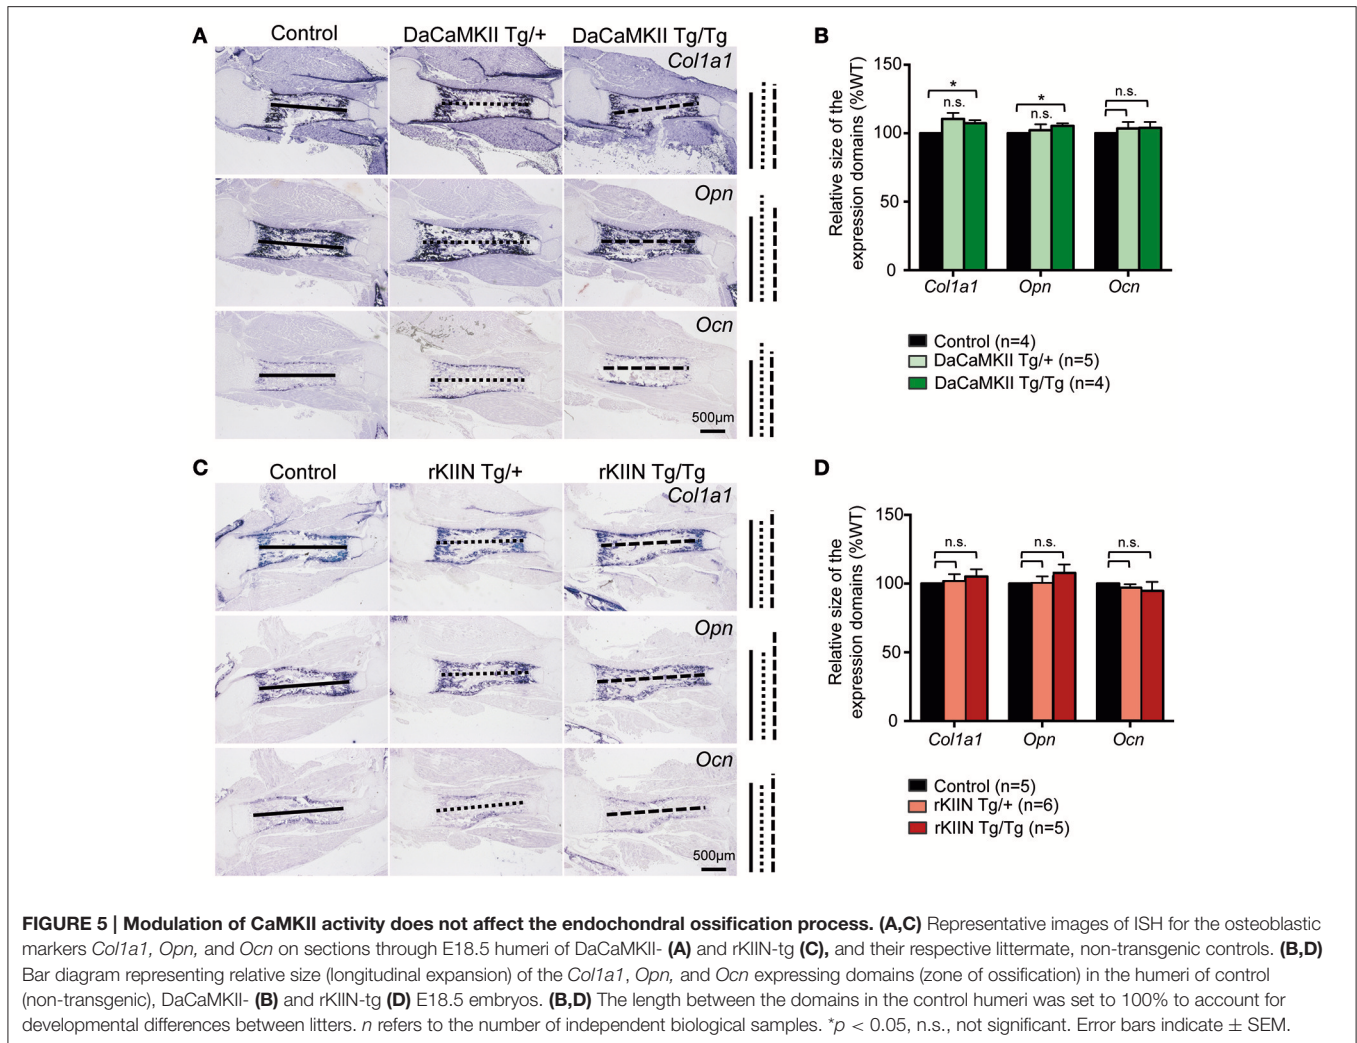 A
Control
DaCaMKII Tg/+
DaCaMKII Tg/Tg
Col1a1
Opn
Ocn
500µm
B
Relative size of the
expression domains (%WT)
150
100
50
0
*
n.s.
*
n.s.
n.s.
Col1a1
Opn
Ocn
Control (n=4)
DaCaMKII Tg/+ (n=5)
DaCaMKII Tg/Tg (n=4)
C
Control
rKIIN Tg/+
rKIIN Tg/Tg
Col1a1
Opn
Ocn
500µm
D
Relative size of the
expression domains (%WT)
150
100
50
0
n.s.
n.s.
n.s.
Col1a1
Opn
Ocn
Control (n=5)
rKIIN Tg/+ (n=6)
rKIIN Tg/Tg (n=5)
FIGURE 5 | Modulation of CaMKII activity does not affect the endochondral ossification process. (A,C) Representative images of ISH for the osteoblastic
markers Col1a1, Opn, and Ocn on sections through E18.5 humeri of DaCaMKII- (A) and rKIIN-tg (C), and their respective littermate, non-transgenic controls. (B,D)
Bar diagram representing relative size (longitudinal expansion) of the Col1a1, Opn, and Ocn expressing domains (zone of ossification) in the humeri of control
(non-transgenic), DaCaMKII- (B) and rKIIN-tg (D) E18.5 embryos. (B,D) The length between the domains in the control humeri was set to 100% to account for
developmental differences between litters. n refers to the number of independent biological samples. *p < 0.05, n.s., not significant. Error bars indicate ± SEM.